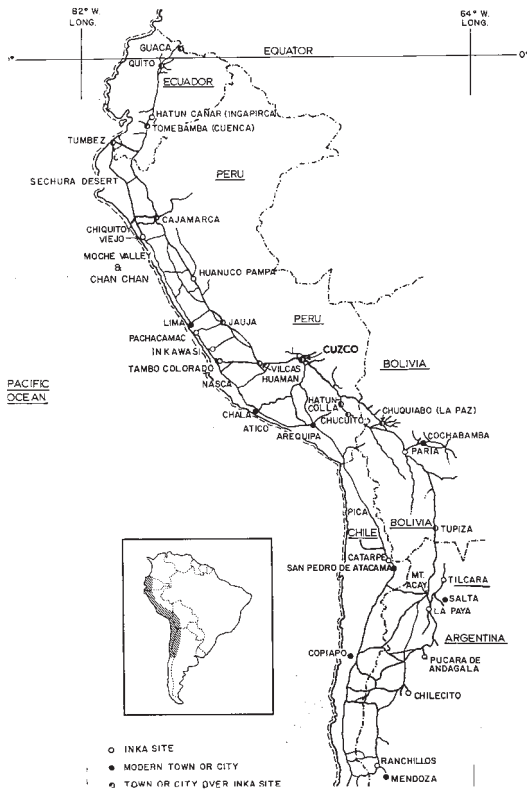 82° W.
LONG.
64° W.
LONG.
GUACA
EQUATOR
0°
QUITO
ECUADOR
HATUN CAÑAR (INGAPIRCA)
TOMEBAMBA (CUENCA)
TUMBEZ
SECHURA DESERT
PERU
CAJAMARCA
CHIQUITO
VIEJO
MOCHE VALLEY
&
CHAN CHAN
HUANUCO PAMPA
PERU
LIMA
JAUJA
PACHACAMAC
INKAWASI
CUZCO
TAMBO COLORADO
VILCAS
HUAMAN
BOLIVIA
NASCA
HATUN
COLLA
CHUQUIABO (LA PAZ)
PACIFIC
OCEAN
CHALA
CHUCUITO
ATICO
AREQUIPA
COCHABAMBA
PARIA
PICA
BOLIVIA
TUPIZA
CHILE
CATARPE
SAN PEDRO DE ATACAMA
MT.
ACAY
TILCARA
SALTA
LA PAYA
ARGENTINA
COPIAPO
PUCARA DE
ANDAGALA
CHILECITO
INKA SITE
MODERN TOWN OR CITY
TOWN OR CITY OVER INKA SITE
RANCHILLOS
MENDOZA